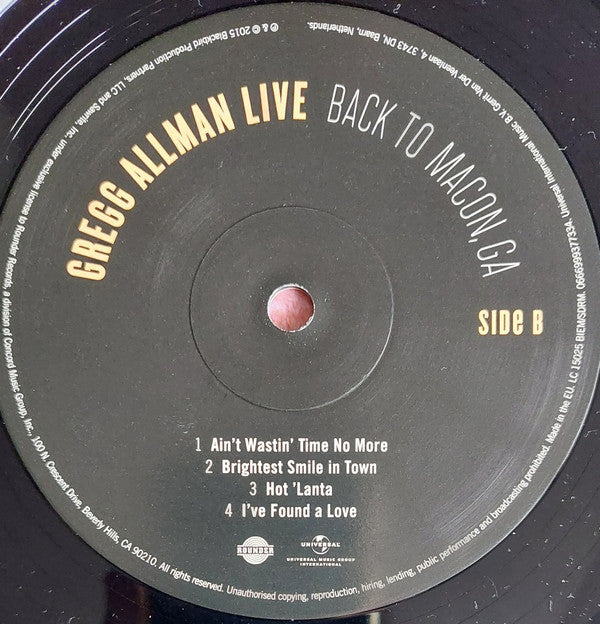 GREGG ALLMAN LIVE BACK TO MACON, GA
SIDE B
1 Ain't Wastin' Time No More
2 Brightest Smile in Town
3 Hot 'Lanta
4 I've Found a Love
ROUNDER
UNIVERSAL
UNIVERSAL MUSIC GROUP
INTERNATIONAL
℗ & © 2015 Blackbird Production Partners, LLC and Sawrite, Inc., under exclusive license to Rounder Records, a division of Concord Music Group, Inc., 100 N. Crescent Drive, Beverly Hills, CA 90210. All rights reserved. Unauthorised copying, reproduction, hiring, lending, public performance and broadcasting prohibited. Made in the EU. LC 15025 BIEM/SDRM. 0666999377334. Universal International Music B.V. Gerrit Van Der Veenlaan 4, 3743 DN, Baarn, Netherlands.